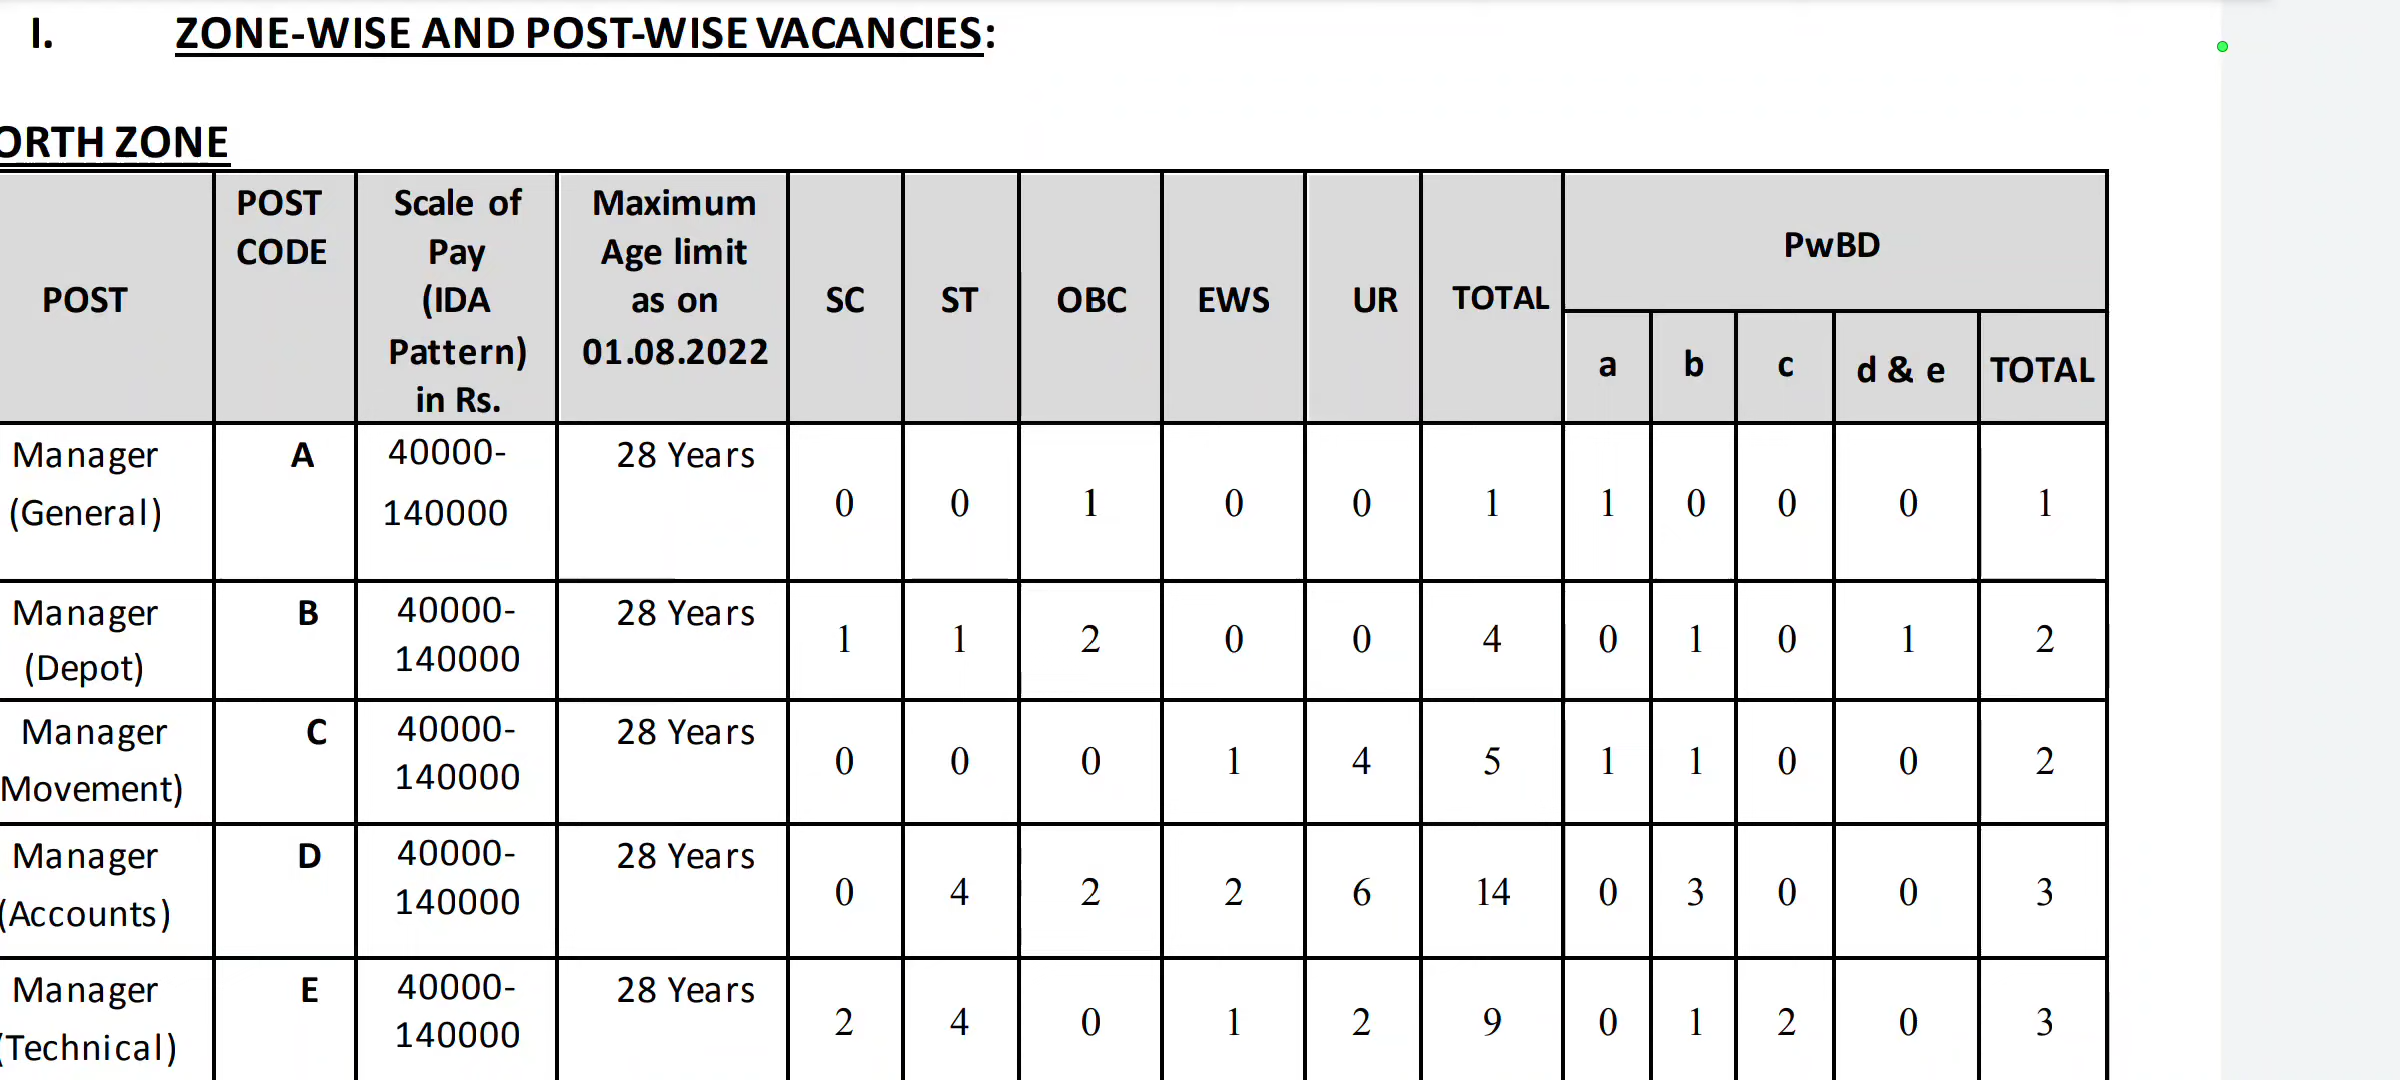 I. ZONE-WISE AND POST-WISE VACANCIES:
ORTH ZONE
POST | POST CODE | Scale of Pay (IDA Pattern) in Rs. | Maximum Age limit as on 01.08.2022 | SC | ST | OBC | EWS | UR | TOTAL | PwBD
a | b | c | d & e | TOTAL
Manager (General) | A | 40000-140000 | 28 Years | 0 | 0 | 1 | 0 | 0 | 1 | 1 | 0 | 0 | 0 | 1
Manager (Depot) | B | 40000-140000 | 28 Years | 1 | 1 | 2 | 0 | 0 | 4 | 0 | 1 | 0 | 1 | 2
Manager Movement) | C | 40000-140000 | 28 Years | 0 | 0 | 0 | 1 | 4 | 5 | 1 | 1 | 0 | 0 | 2
Manager (Accounts) | D | 40000-140000 | 28 Years | 0 | 4 | 2 | 2 | 6 | 14 | 0 | 3 | 0 | 0 | 3
Manager (Technical) | E | 40000-140000 | 28 Years | 2 | 4 | 0 | 1 | 2 | 9 | 0 | 1 | 2 | 0 | 3